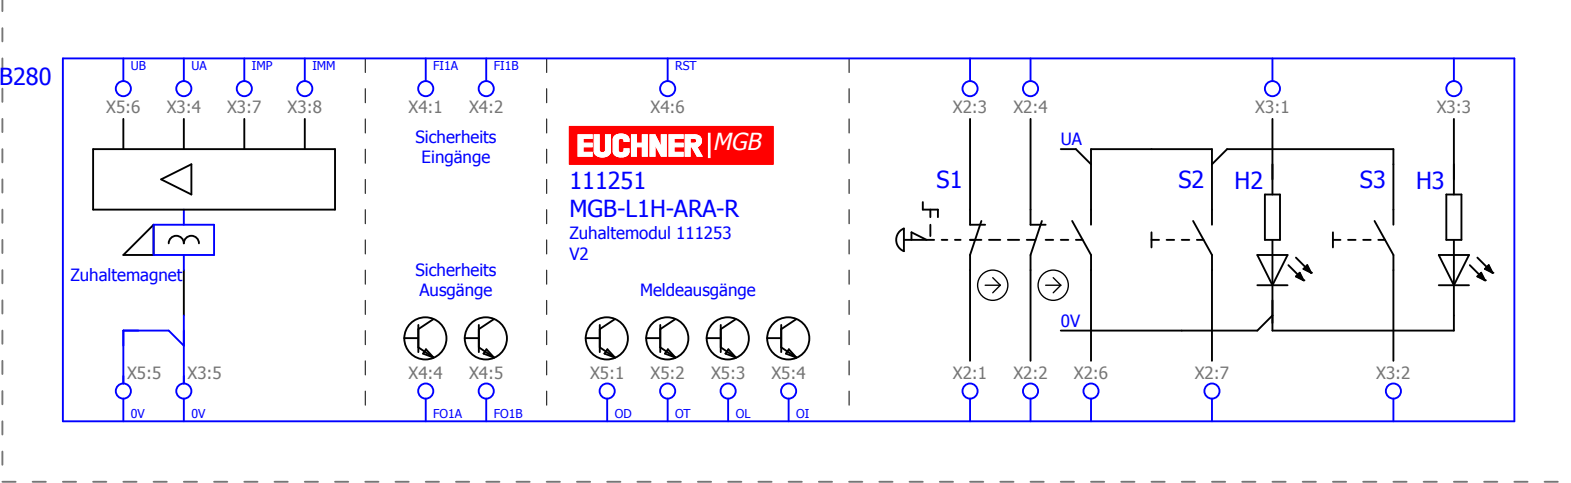 UB UA IMP IMM FI1A FI1B RST
B280
X5:6 X3:4 X3:7 X3:8 X4:1 X4:2 X4:6 X2:3 X2:4 X3:1 X3:3
Sicherheits
Eingänge
EUCHNER MGB
UA
111251
S1 S2 H2 S3 H3
MGB-L1H-ARA-R
Zuhaltemodul 111253
V2
Zuhaltemagnet
Sicherheits
Ausgänge
Meldeausgänge
0V
X5:5 X3:5 X4:4 X4:5 X5:1 X5:2 X5:3 X5:4 X2:1 X2:2 X2:6 X2:7 X3:2
0V 0V FO1A FO1B OD OT OL OI